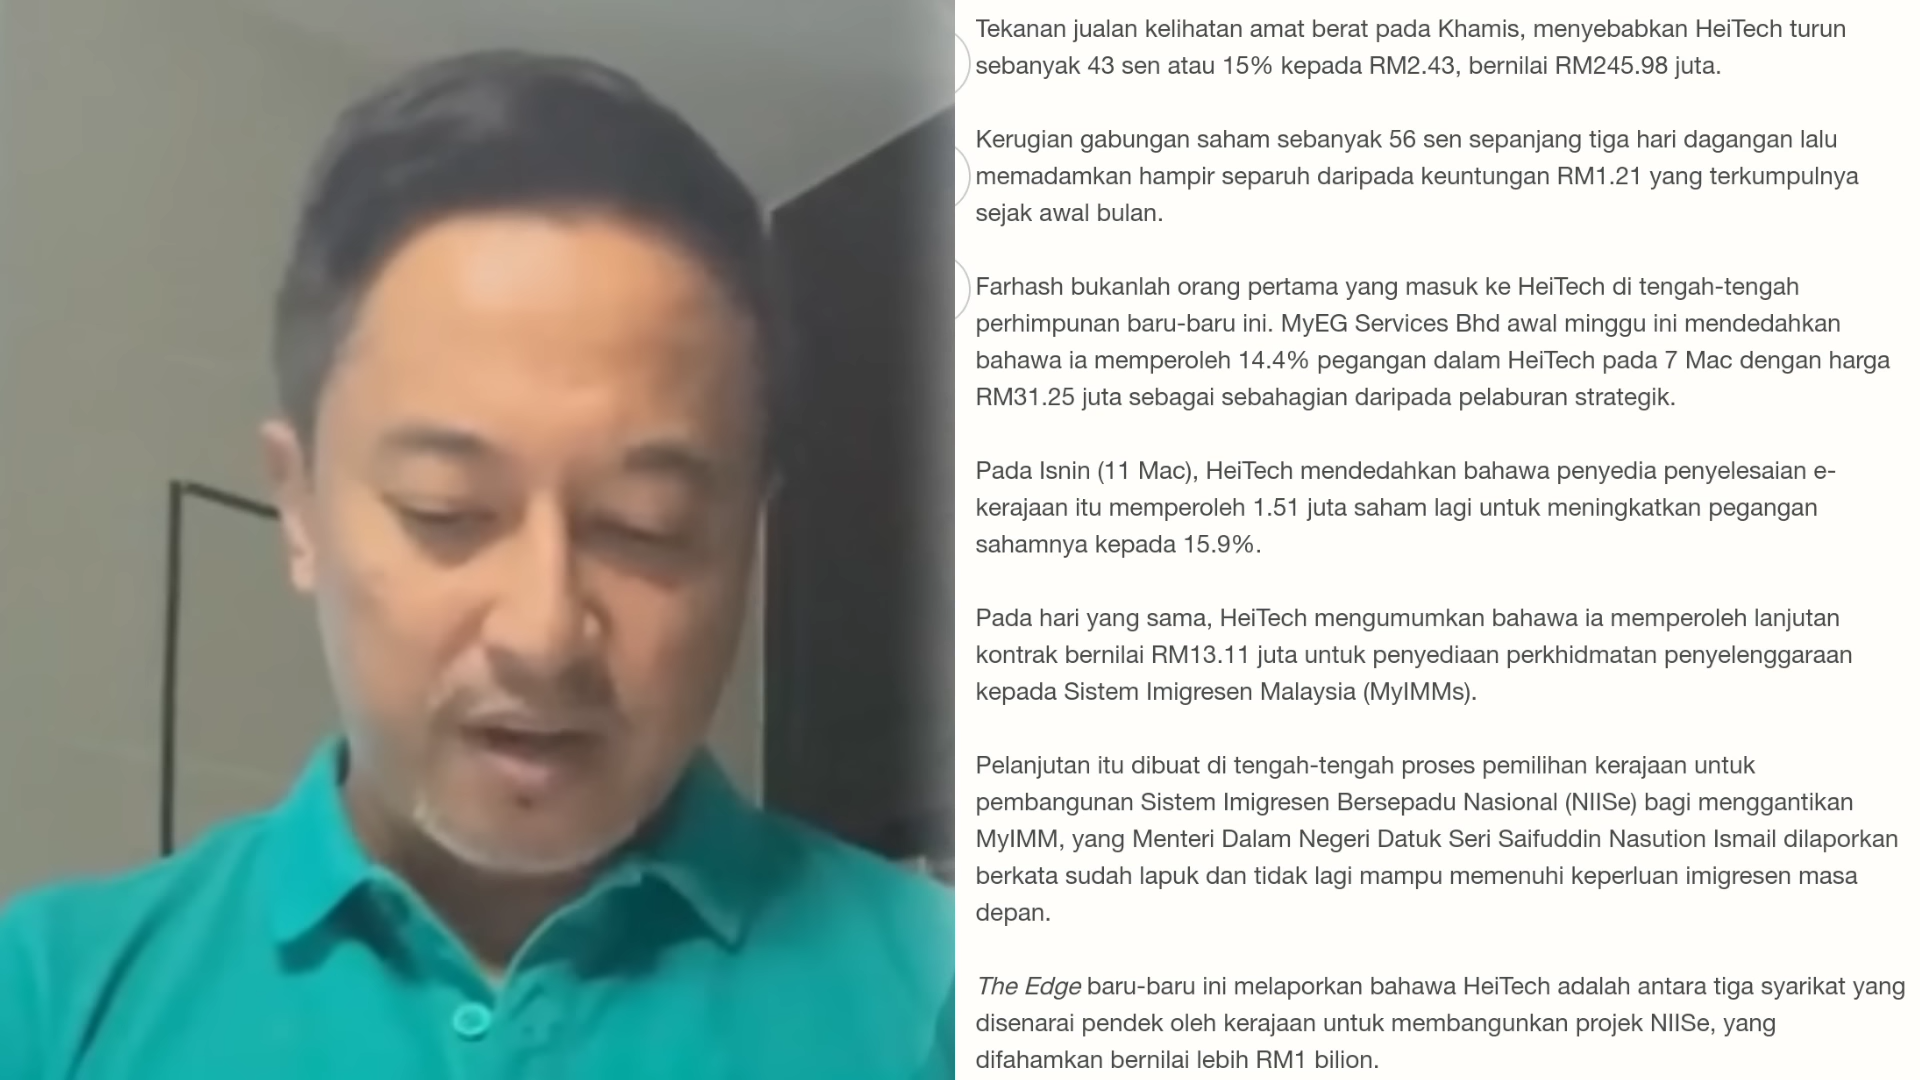 Tekanan jualan kelihatan amat berat pada Khamis, menyebabkan HeiTech turun
sebanyak 43 sen atau 15% kepada RM2.43, bernilai RM245.98 juta.
Kerugian gabungan saham sebanyak 56 sen sepanjang tiga hari dagangan lalu
memadamkan hampir separuh daripada keuntungan RM1.21 yang terkumpulnya
sejak awal bulan.
Farhash bukanlah orang pertama yang masuk ke HeiTech di tengah-tengah
perhimpunan baru-baru ini. MyEG Services Bhd awal minggu ini mendedahkan
bahawa ia memperoleh 14.4% pegangan dalam HeiTech pada 7 Mac dengan harga
RM31.25 juta sebagai sebahagian daripada pelaburan strategik.
Pada Isnin (11 Mac), HeiTech mendedahkan bahawa penyedia penyelesaian e-
kerajaan itu memperoleh 1.51 juta saham lagi untuk meningkatkan pegangan
sahamnya kepada 15.9%.
Pada hari yang sama, HeiTech mengumumkan bahawa ia memperoleh lanjutan
kontrak bernilai RM13.11 juta untuk penyediaan perkhidmatan penyelenggaraan
kepada Sistem Imigresen Malaysia (MyIMMs).
Pelanjutan itu dibuat di tengah-tengah proses pemilihan kerajaan untuk
pembangunan Sistem Imigresen Bersepadu Nasional (NIISe) bagi menggantikan
MyIMM, yang Menteri Dalam Negeri Datuk Seri Saifuddin Nasution Ismail dilaporkan
berkata sudah lapuk dan tidak lagi mampu memenuhi keperluan imigresen masa
depan.
The Edge baru-baru ini melaporkan bahawa HeiTech adalah antara tiga syarikat yang
disenarai pendek oleh kerajaan untuk membangunkan projek NIISe, yang
difahamkan bernilai lebih RM1 bilion.